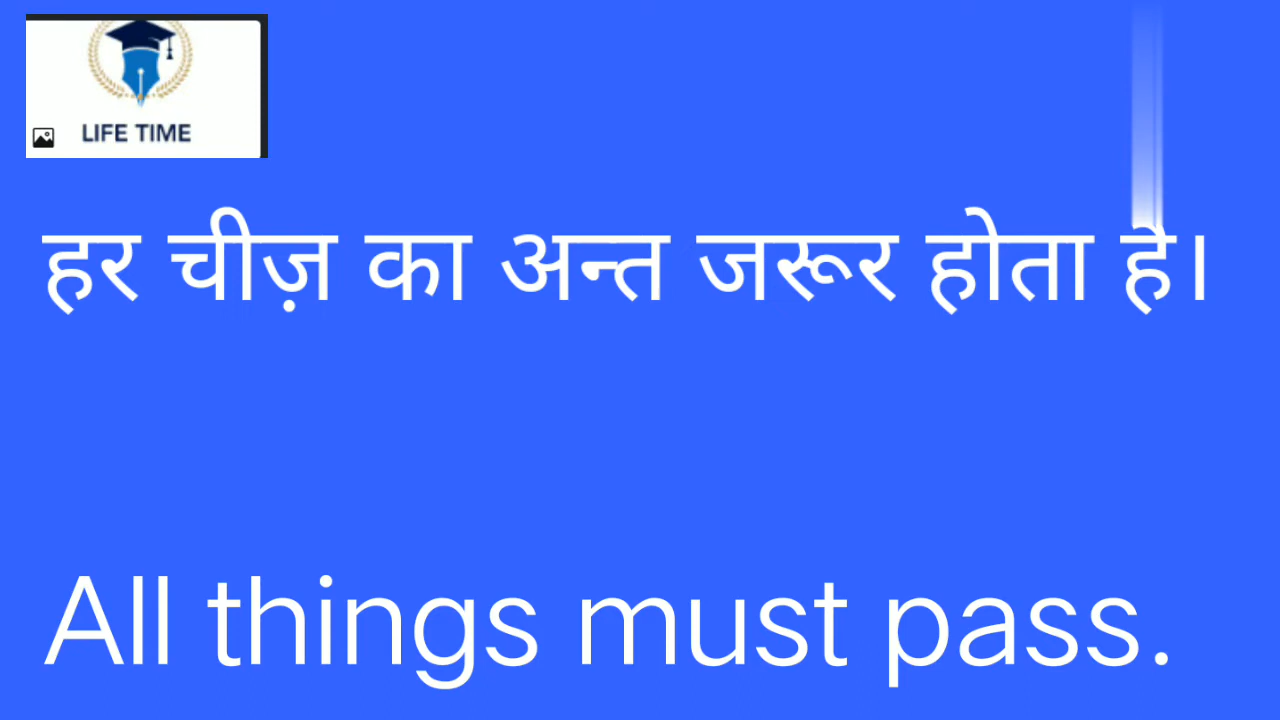 LIFE TIME
हर चीज़ का अन्त जरूर होता है।
All things must pass.